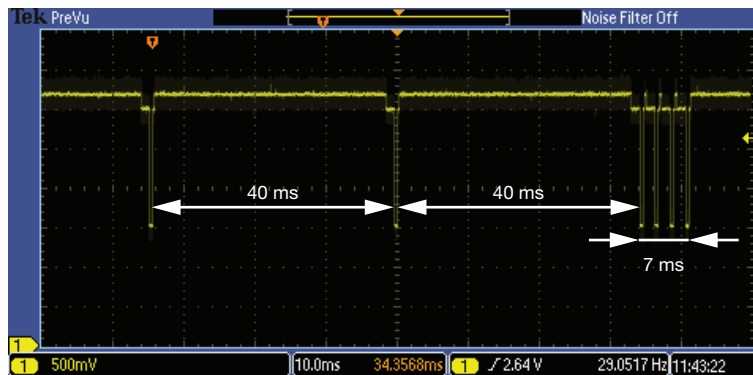 Tek PreVu Noise Filter Off
T
T
40 ms 40 ms
7 ms
1
1 500mV 10.0ms 34.3568ms 1 2.64 V 29.0517 Hz 11:43:22